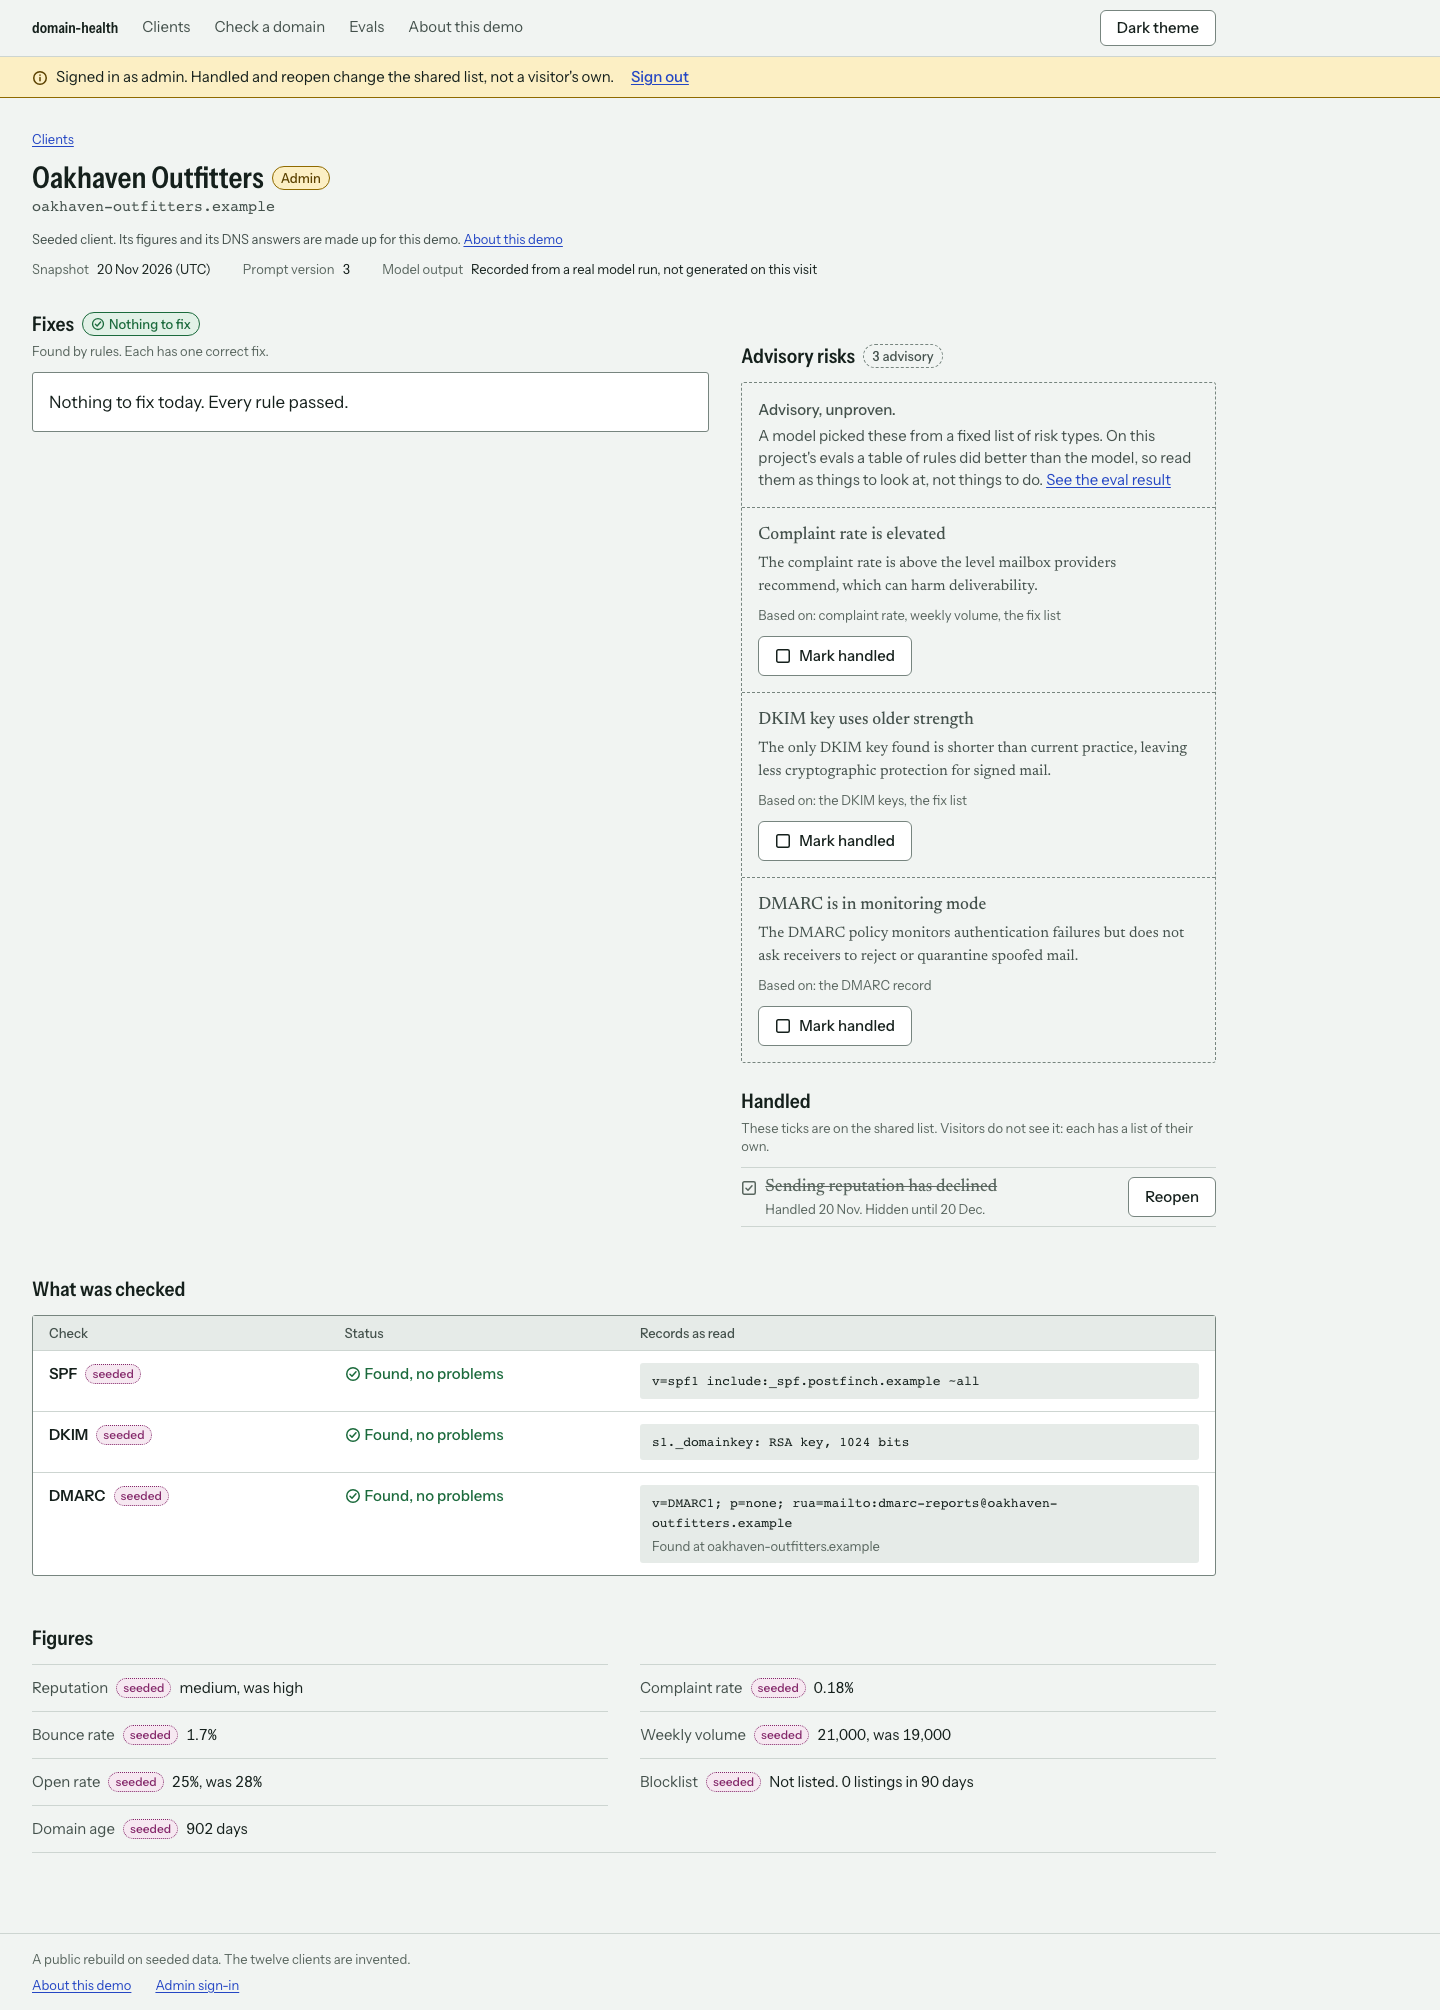 domain-health Clients Check a domain Evals About this demo Dark theme
Signed in as admin. Handled and reopen change the shared list, not a visitor's own. Sign out
Clients
Oakhaven Outfitters Admin
oakhaven-outfitters.example
Seeded client. Its figures and its DNS answers are made up for this demo. About this demo
Snapshot 20 Nov 2026 (UTC) Prompt version 3 Model output Recorded from a real model run, not generated on this visit
Fixes Nothing to fix
Found by rules. Each has one correct fix.
Nothing to fix today. Every rule passed.
Advisory risks 3 advisory
Advisory, unproven.
A model picked these from a fixed list of risk types. On this
project's evals a table of rules did better than the model, so read
them as things to look at, not things to do. See the eval result
Complaint rate is elevated
The complaint rate is above the level mailbox providers
recommend, which can harm deliverability.
Based on: complaint rate, weekly volume, the fix list
Mark handled
DKIM key uses older strength
The only DKIM key found is shorter than current practice, leaving
less cryptographic protection for signed mail.
Based on: the DKIM keys, the fix list
Mark handled
DMARC is in monitoring mode
The DMARC policy monitors authentication failures but does not
ask receivers to reject or quarantine spoofed mail.
Based on: the DMARC record
Mark handled
Handled
These ticks are on the shared list. Visitors do not see it: each has a list of their
own.
Sending reputation has declined
Handled 20 Nov. Hidden until 20 Dec.
Reopen
What was checked
Check Status Records as read
SPF seeded Found, no problems v=spf1 include:_spf.postfinch.example ~all
DKIM seeded Found, no problems s1._domainkey: RSA key, 1024 bits
DMARC seeded Found, no problems v=DMARC1; p=none; rua=mailto:dmarc-reports@oakhaven-
outfitters.example
Found at oakhaven-outfitters.example
Figures
Reputation seeded medium, was high
Complaint rate seeded 0.18%
Bounce rate seeded 1.7%
Weekly volume seeded 21,000, was 19,000
Open rate seeded 25%, was 28%
Blocklist seeded Not listed. 0 listings in 90 days
Domain age seeded 902 days
A public rebuild on seeded data. The twelve clients are invented.
About this demo Admin sign-in